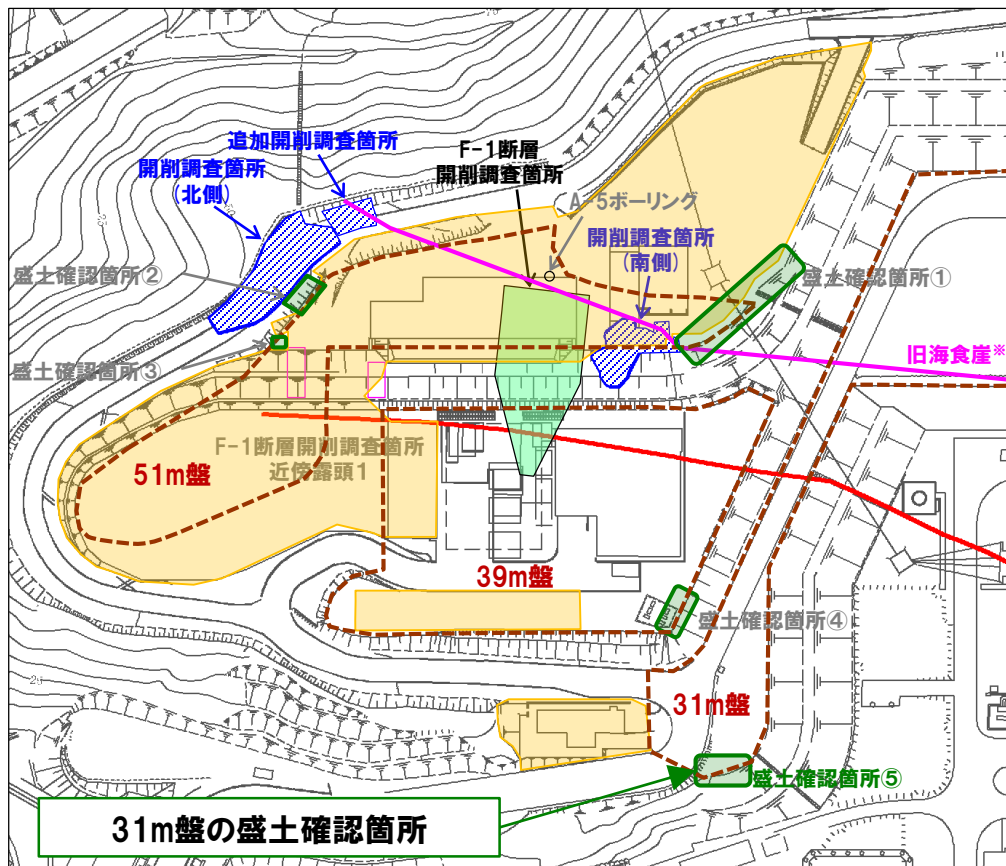 追加開削調査箇所
F-1断層
開削調査箇所
開削調査箇所
(北側)
A-5ボーリング
開削調査箇所
(南側)
盛土確認箇所②
盛土確認箇所①
旧海食崖※
盛土確認箇所③
F-1断層開削調査箇所
近傍露頭1
51m盤
39m盤
盛土確認箇所④
31m盤
盛土確認箇所⑤
31m盤の盛土確認箇所